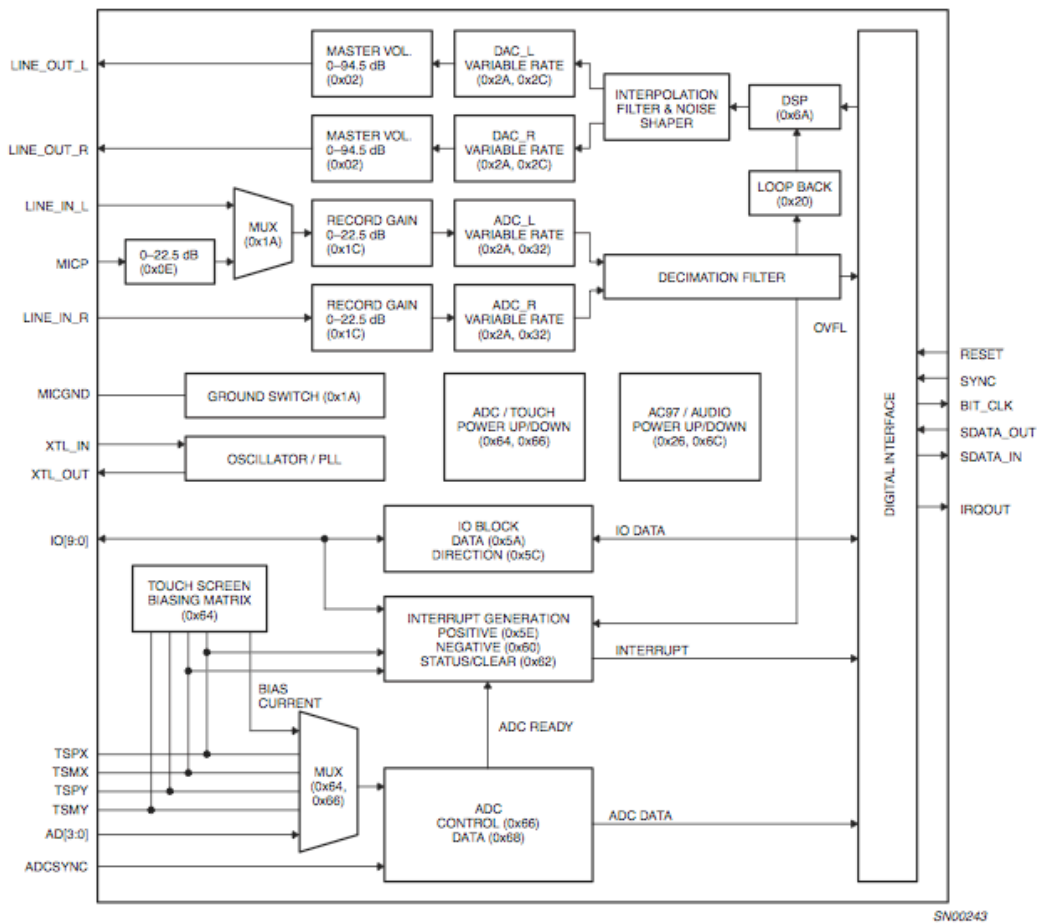 LINE_OUT_L
MASTER VOL.
0–94.5 dB
(0x02)
DAC_L
VARIABLE RATE
(0x2A, 0x2C)
INTERPOLATION
FILTER & NOISE
SHAPER
DSP
(0x6A)
LINE_OUT_R
MASTER VOL.
0–94.5 dB
(0x02)
DAC_R
VARIABLE RATE
(0x2A, 0x2C)
LOOP BACK
(0x20)
LINE_IN_L
MUX
(0x1A)
RECORD GAIN
0–22.5 dB
(0x1C)
ADC_L
VARIABLE RATE
(0x2A, 0x32)
MICP
0–22.5 dB
(0x0E)
DECIMATION FILTER
LINE_IN_R
RECORD GAIN
0–22.5 dB
(0x1C)
ADC_R
VARIABLE RATE
(0x2A, 0x32)
OVFL
MICGND
GROUND SWITCH (0x1A)
ADC / TOUCH
POWER UP/DOWN
(0x64, 0x66)
AC97 / AUDIO
POWER UP/DOWN
(0x26, 0x6C)
XTL_IN
XTL_OUT
OSCILLATOR / PLL
DIGITAL INTERFACE
RESET
SYNC
BIT_CLK
SDATA_OUT
SDATA_IN
IRQOUT
IO[9:0]
IO BLOCK
DATA (0x5A)
DIRECTION (0x5C)
IO DATA
TOUCH SCREEN
BIASING MATRIX
(0x64)
INTERRUPT GENERATION
POSITIVE (0x5E)
NEGATIVE (0x60)
STATUS/CLEAR (0x62)
INTERRUPT
BIAS
CURRENT
ADC READY
TSPX
TSMX
TSPY
TSMY
AD[3:0]
ADCSYNC
MUX
(0x64,
0x66)
ADC
CONTROL (0x66)
DATA (0x68)
ADC DATA
SN00243